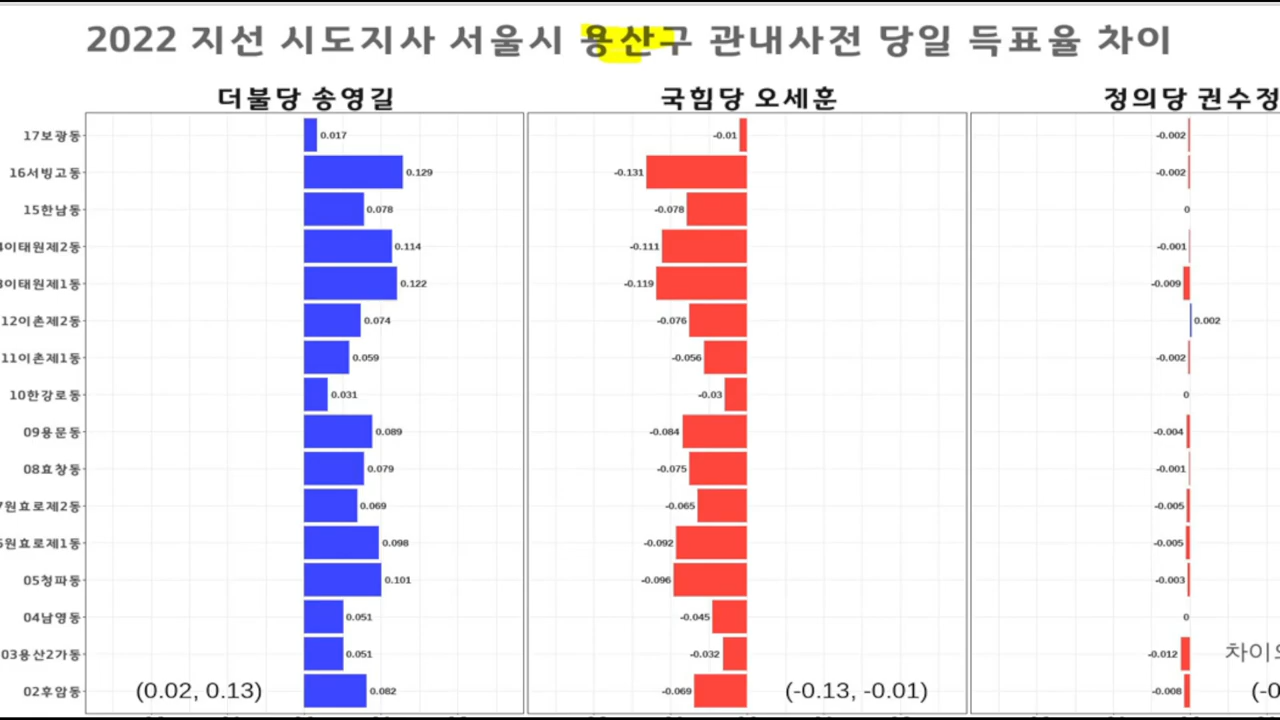 2022 지선 시도지사 서울시 용산구 관내사전 당일 득표율 차이
더불당 송영길 국힘당 오세훈 정의당 권수정
17보광동 0.017 -0.01 -0.002
16서빙고동 0.129 -0.131 -0.002
15한남동 0.078 -0.078 0
4이태원제2동 0.114 -0.111 -0.001
3이태원제1동 0.122 -0.119 -0.009
12이촌제2동 0.074 -0.076 0.002
11이촌제1동 0.059 -0.056 -0.002
10한강로동 0.031 -0.03 0
09용문동 0.089 -0.084 -0.004
08효창동 0.079 -0.075 -0.001
7원효로제2동 0.069 -0.065 -0.005
6원효로제1동 0.098 -0.092 -0.005
05청파동 0.101 -0.096 -0.003
04남영동 0.051 -0.045 0
03용산2가동 0.051 -0.032 -0.012 차이의
02후암동 (0.02, 0.13) 0.082 -0.069 (-0.13, -0.01) -0.008 (-0